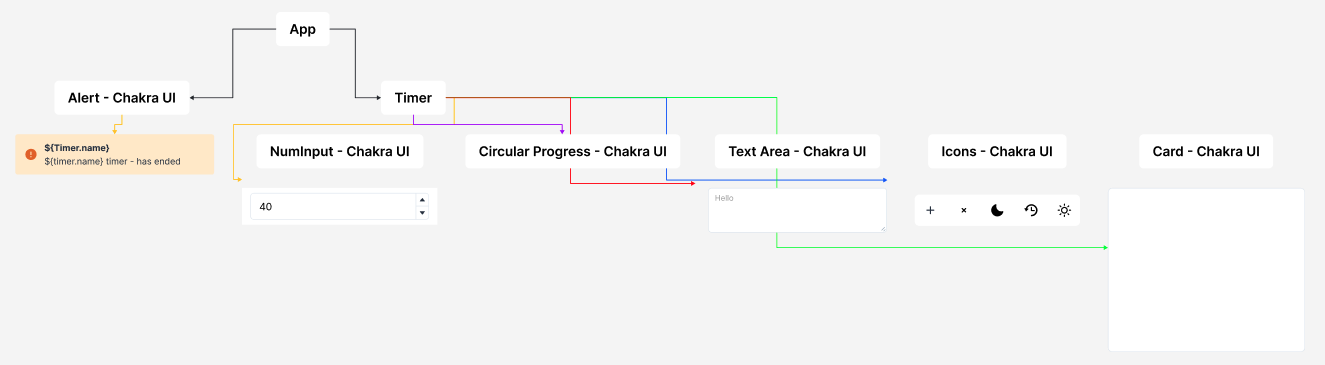 App
Alert - Chakra UI
Timer
${Timer.name}
${timer.name} timer - has ended
NumInput - Chakra UI
Circular Progress - Chakra UI
Text Area - Chakra UI
Icons - Chakra UI
Card - Chakra UI
40
Hello